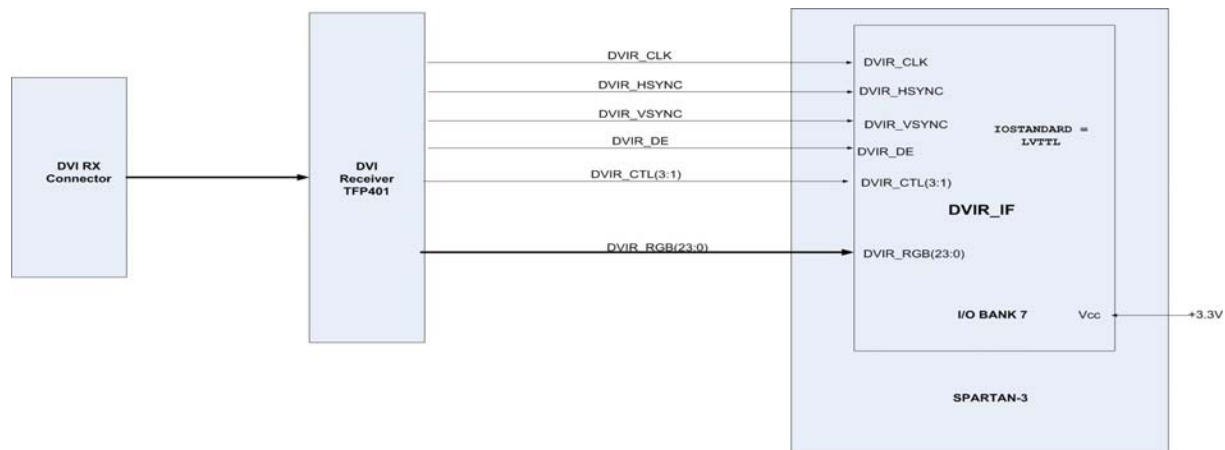 DVI RX
Connector
DVI
Receiver
TFP401
DVIR_CLK
DVIR_HSYNC
DVIR_VSYNC
DVIR_DE
DVIR_CTL(3:1)
DVIR_RGB(23:0)
DVIR_CLK
DVIR_HSYNC
DVIR_VSYNC
DVIR_DE
DVIR_CTL(3:1)
IOSTANDARD =
LVTTL
DVIR_IF
DVIR_RGB(23:0)
I/O BANK 7
Vcc
+3.3V
SPARTAN-3